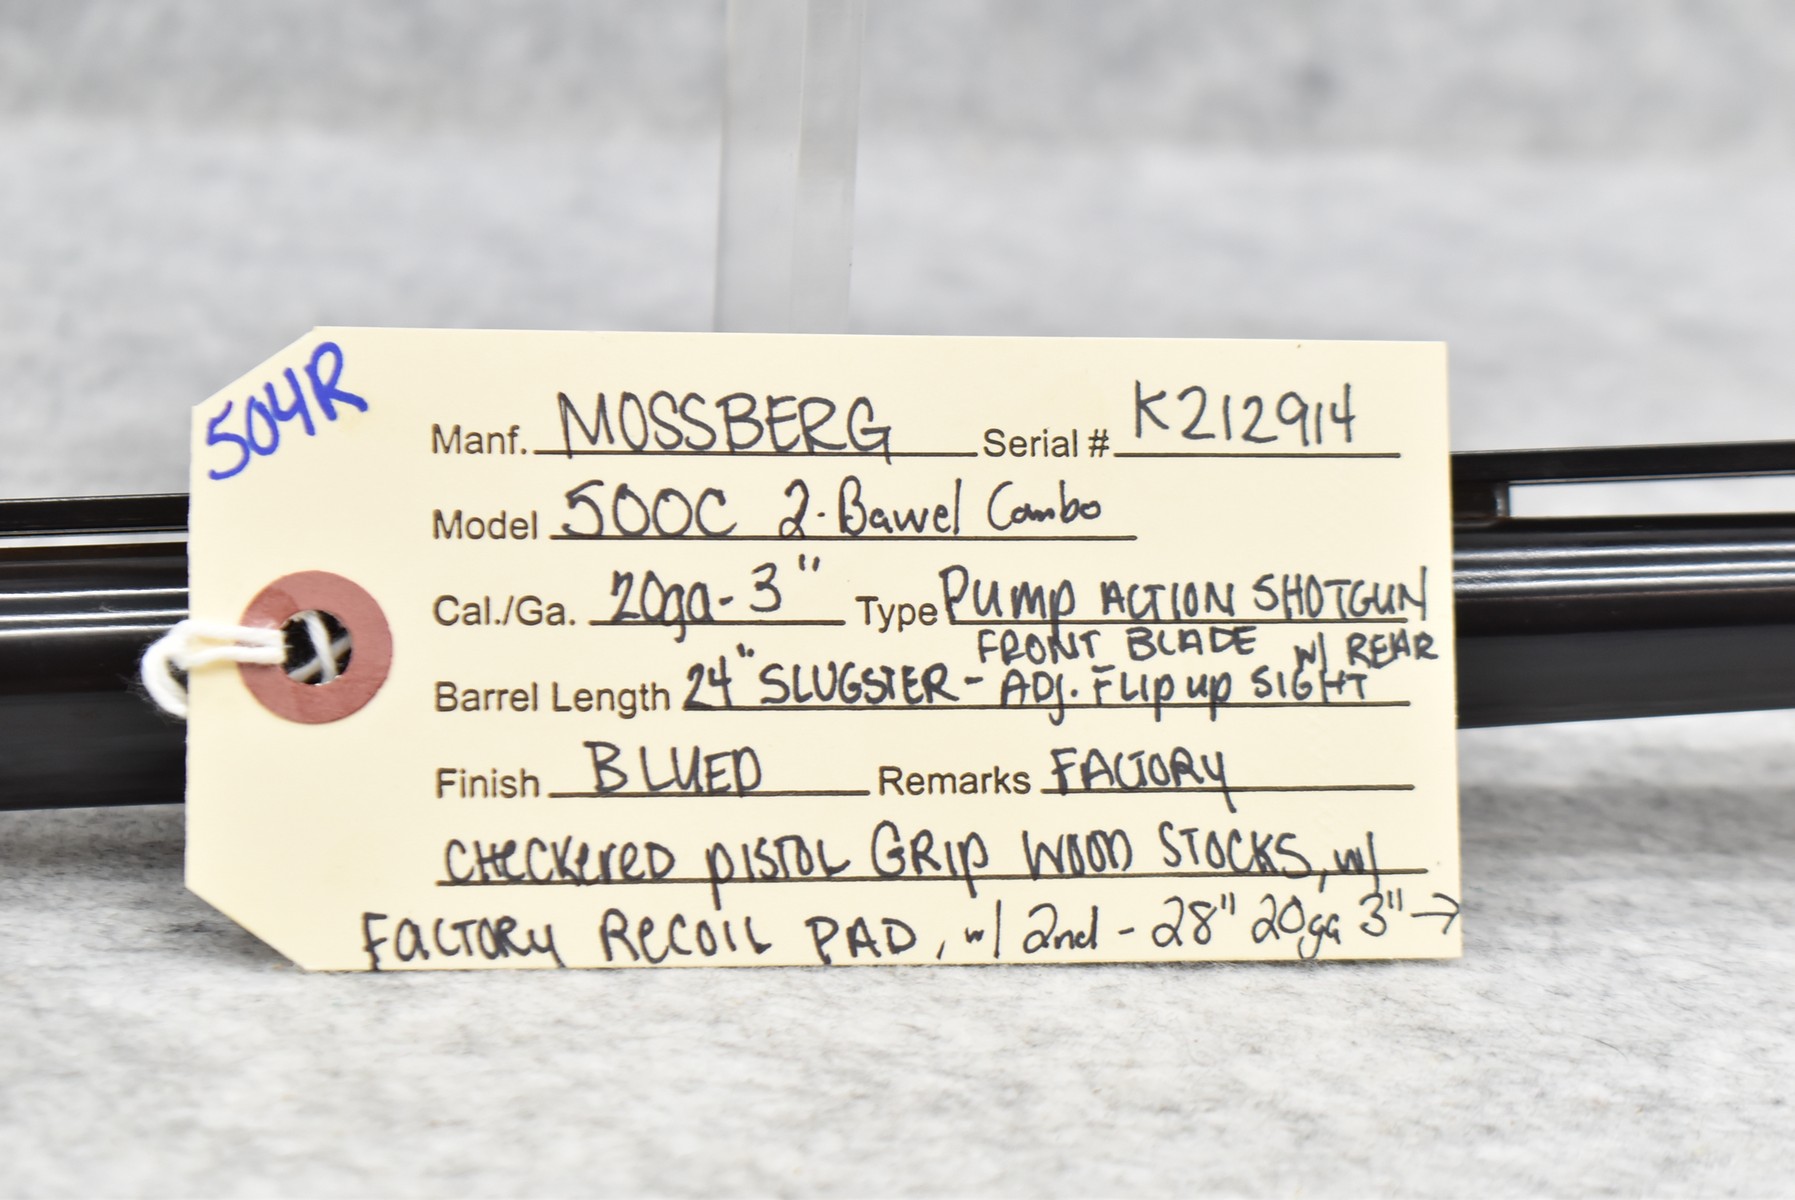 504R
Manf. MOSSBERG Serial # K212914
Model 500C 2-Barrel Combo
Cal./Ga. 20ga-3" Type Pump ACTION SHOTGUN
FRONT BLADE w/ REAR
Barrel Length 24" SLUGSTER - ADJ. FLIP UP SIGHT
Finish BLUED Remarks FACTORY
CHECKERED PISTOL GRIP WOOD STOCKS, w/
FACTORY RECOIL PAD, w/ 2nd - 28" 20ga 3" →